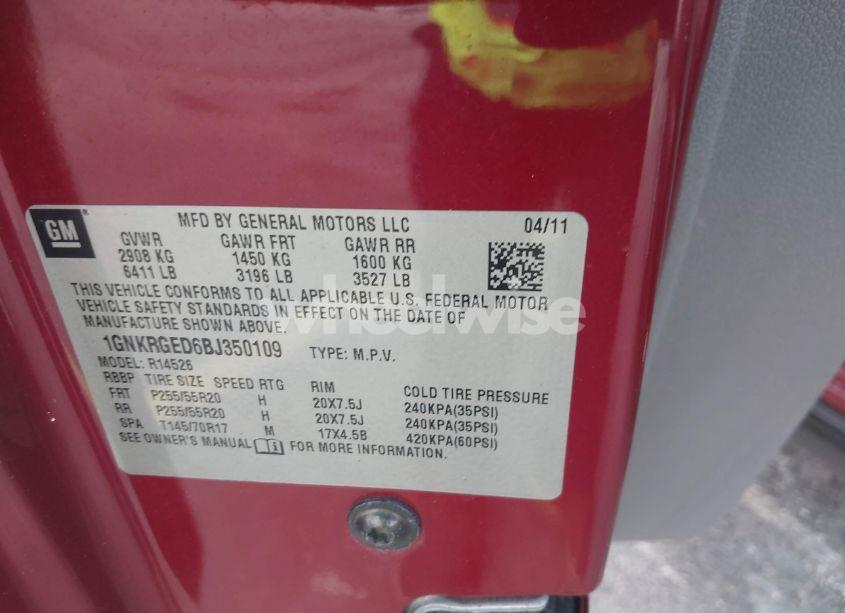 GM
MFD BY GENERAL MOTORS LLC 04/11
GVWR GAWR FRT GAWR RR
2908 KG 1450 KG 1600 KG
6411 LB 3196 LB 3527 LB
THIS VEHICLE CONFORMS TO ALL APPLICABLE U.S. FEDERAL MOTOR
VEHICLE SAFETY STANDARDS IN EFFECT ON THE DATE OF
MANUFACTURE SHOWN ABOVE.
wheelwise
1GNKRGED6BJ350109 TYPE: M.P.V.
MODEL: R14526
RBBP TIRE SIZE SPEED RTG RIM COLD TIRE PRESSURE
FRT P255/55R20 H 20X7.5J 240KPA(35PSI)
RR P255/55R20 H 20X7.5J 240KPA(35PSI)
SPA T145/70R17 M 17X4.5B 420KPA(60PSI)
SEE OWNER'S MANUAL FOR MORE INFORMATION.